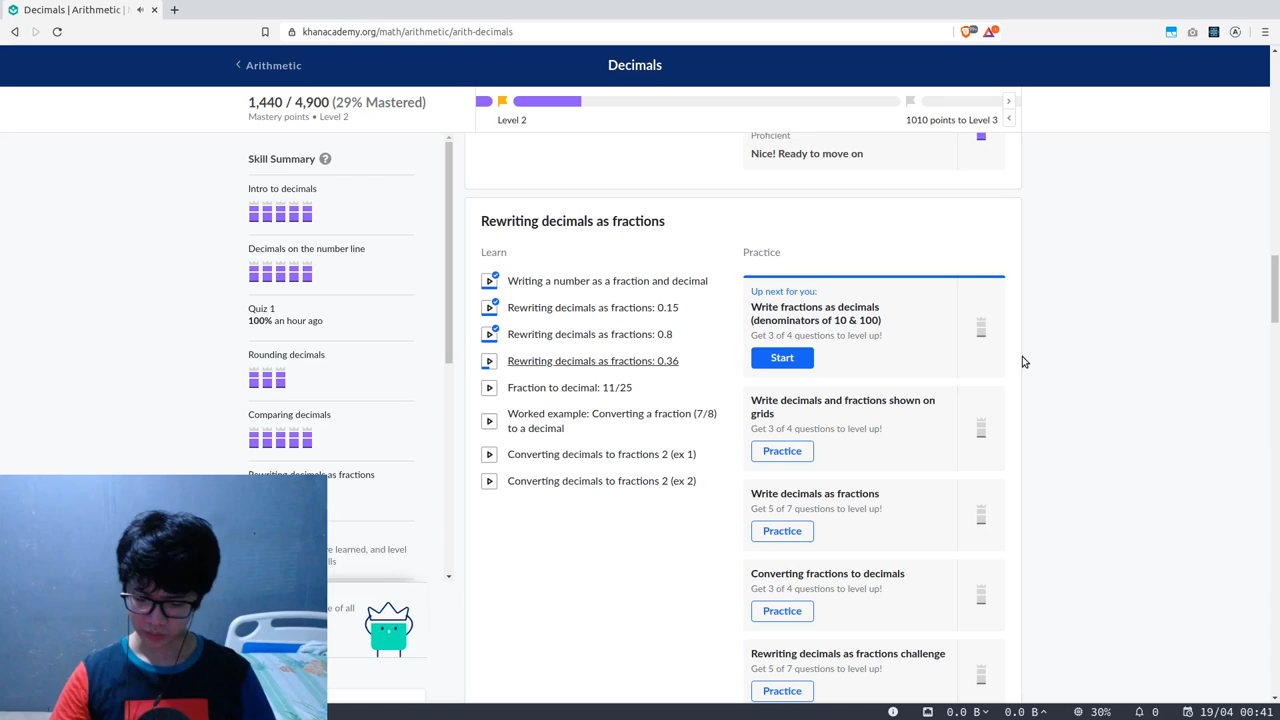 Decimals | Arithmetic |
khanacademy.org/math/arithmetic/arith-decimals
Arithmetic
Decimals
1,440 / 4,900 (29% Mastered)
Mastery points • Level 2
Level 2
1010 points to Level 3
Skill Summary
Intro to decimals
Decimals on the number line
Quiz 1
100% an hour ago
Rounding decimals
Comparing decimals
Rewriting decimals as fractions
e learned, and level
lls
e of all
Proficient
Nice! Ready to move on
Rewriting decimals as fractions
Learn
Writing a number as a fraction and decimal
Rewriting decimals as fractions: 0.15
Rewriting decimals as fractions: 0.8
Rewriting decimals as fractions: 0.36
Fraction to decimal: 11/25
Worked example: Converting a fraction (7/8)
to a decimal
Converting decimals to fractions 2 (ex 1)
Converting decimals to fractions 2 (ex 2)
Practice
Up next for you:
Write fractions as decimals
(denominators of 10 & 100)
Get 3 of 4 questions to level up!
Start
Write decimals and fractions shown on
grids
Get 3 of 4 questions to level up!
Practice
Write decimals as fractions
Get 5 of 7 questions to level up!
Practice
Converting fractions to decimals
Get 3 of 4 questions to level up!
Practice
Rewriting decimals as fractions challenge
Get 5 of 7 questions to level up!
Practice
0.0 B
0.0 B
30%
0
19/04 00:41